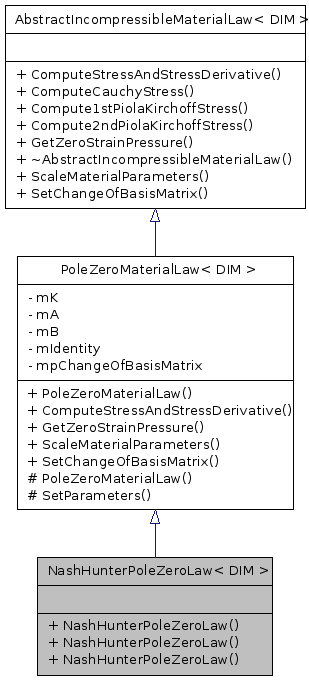 AbstractIncompressibleMaterialLaw< DIM >
+ ComputeStressAndStressDerivative()
+ ComputeCauchyStress()
+ Compute1stPiolaKirchoffStress()
+ Compute2ndPiolaKirchoffStress()
+ GetZeroStrainPressure()
+ ~AbstractIncompressibleMaterialLaw()
+ ScaleMaterialParameters()
+ SetChangeOfBasisMatrix()
PoleZeroMaterialLaw< DIM >
- mK
- mA
- mB
- mIdentity
- mpChangeOfBasisMatrix
+ PoleZeroMaterialLaw()
+ ComputeStressAndStressDerivative()
+ GetZeroStrainPressure()
+ ScaleMaterialParameters()
+ SetChangeOfBasisMatrix()
# PoleZeroMaterialLaw()
# SetParameters()
NashHunterPoleZeroLaw< DIM >
+ NashHunterPoleZeroLaw()
+ NashHunterPoleZeroLaw()
+ NashHunterPoleZeroLaw()